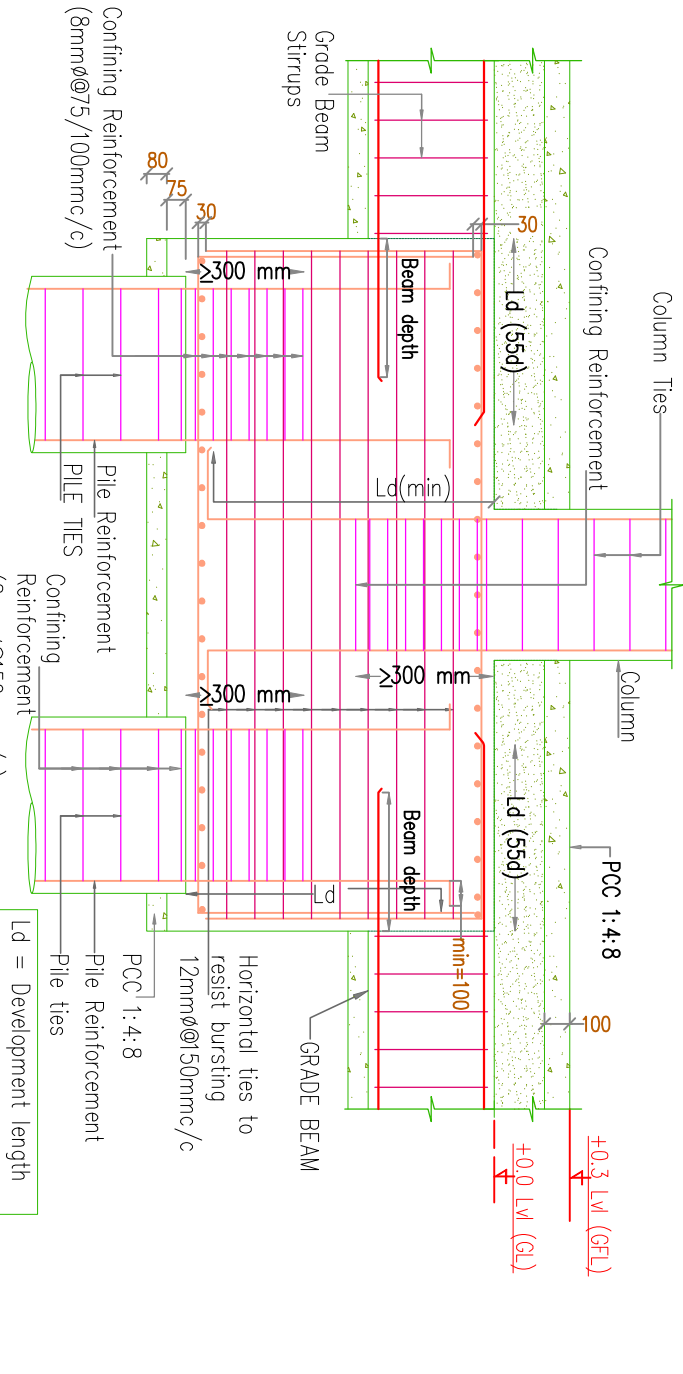 Column Ties
Confining Reinforcement
Column
PCC 1:4:8
100
+0.3 Lvl (GFL)
+0.0 Lvl (GL)
Ld (55d)
Ld (55d)
30
Grade Beam
Stirrups
Beam depth
Beam depth
Ld(min)
≥300 mm
≥300 mm
≥300 mm
min=100
GRADE BEAM
30
75
80
Confining Reinforcement
(8mmØ@75/100mmc/c)
Ld
Horizontal ties to
resist bursting
12mmØ@150mmc/c
Pile Reinforcement
PILE TIES
Confining
Reinforcement
PCC 1:4:8
Pile Reinforcement
Pile ties
Ld = Development length